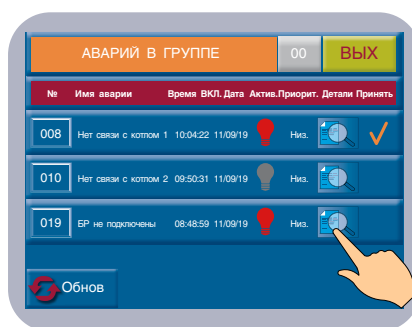 АВАРИЙ В ГРУППЕ 00 ВЫХ
№ Имя аварии Время ВКЛ. Дата Актив. Приорит. Детали Принять
008 Нет связи с котлом 1 10:04:22 11/09/19 Низ.
010 Нет связи с котлом 2 09:50:31 11/09/19 Низ.
019 БР не подключены 08:48:59 11/09/19 Низ.
Обнов